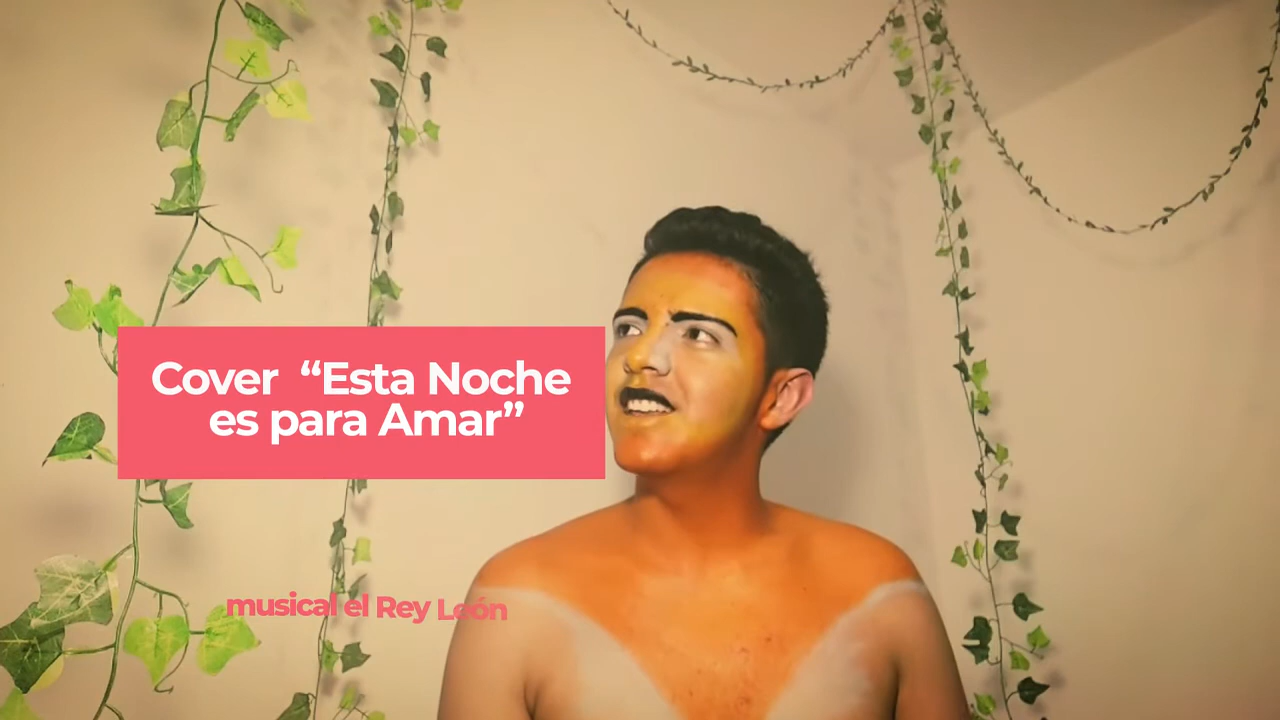 Cover “Esta Noche
es para Amar”
musical el Rey León